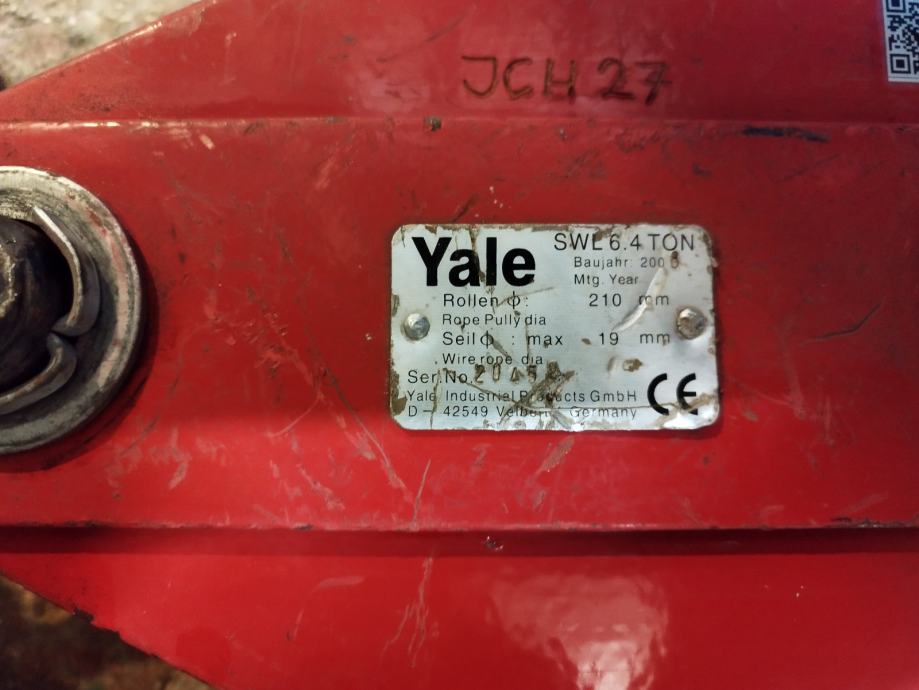 JCH 27
Yale
SWL 6.4 TON
Baujahr: 2008
Mtg. Year
Rollen ϕ: 210 mm
Rope Pully dia
Seil ϕ : max 19 mm
Wire rope dia
Ser.No.
Yale Industrial Products GmbH
D - 42549 Velbert, Germany
CE